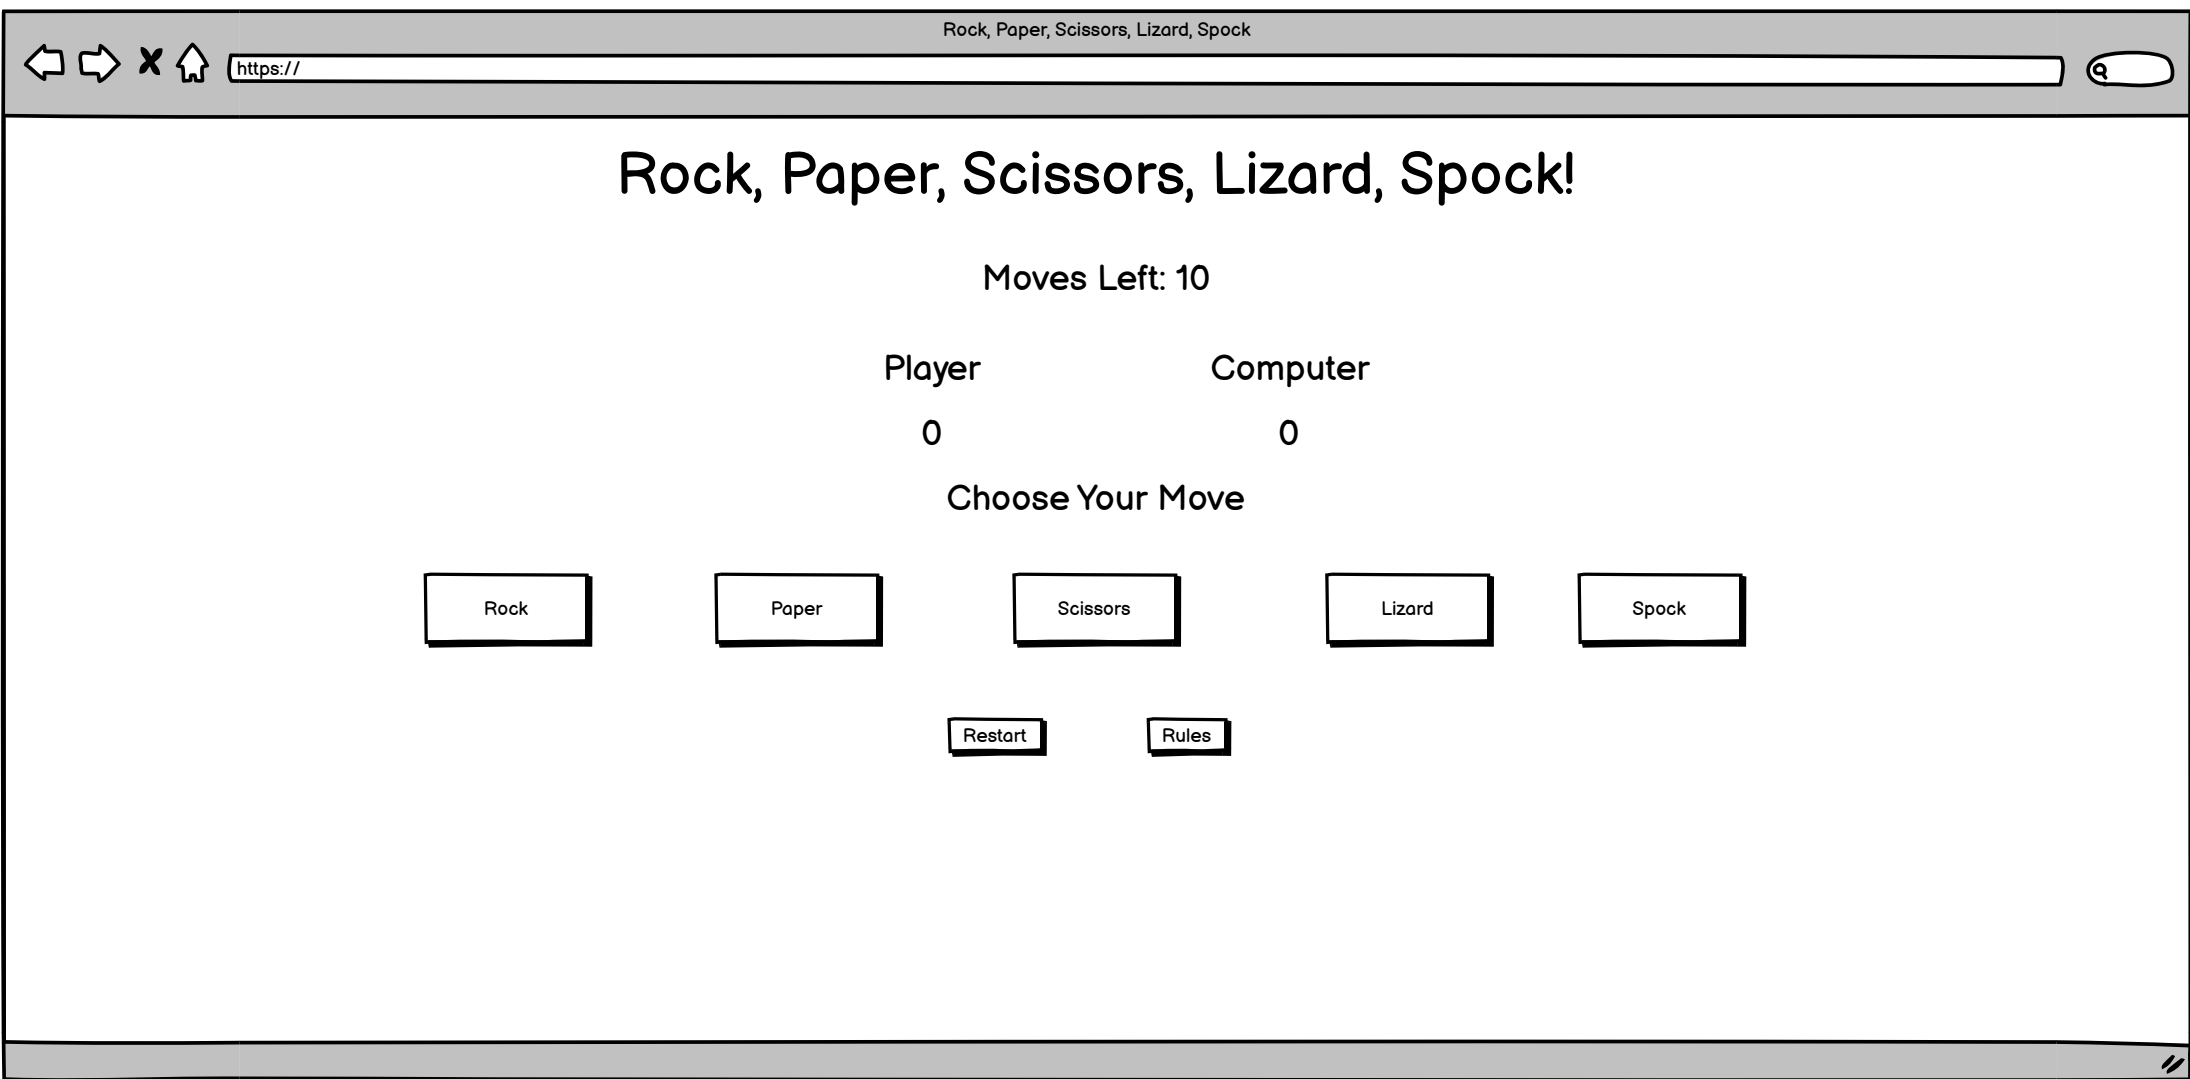 Rock, Paper, Scissors, Lizard, Spock
https://
Rock, Paper, Scissors, Lizard, Spock!
Moves Left: 10
Player Computer
0 0
Choose Your Move
Rock Paper Scissors Lizard Spock
Restart Rules